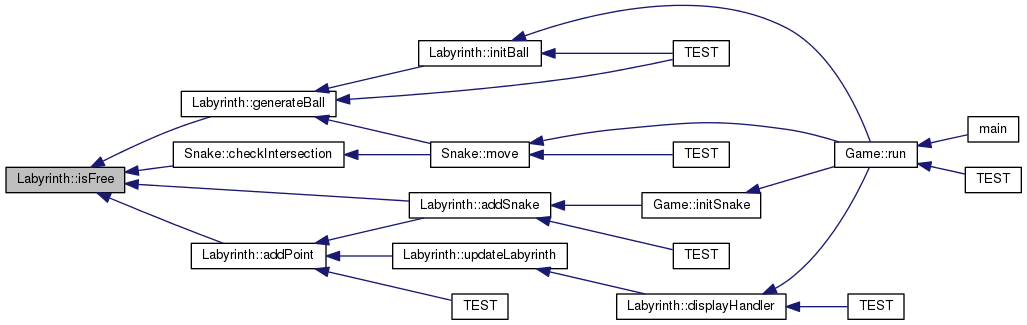 Labyrinth::initBall
TEST
Labyrinth::generateBall
main
Snake::checkIntersection
Snake::move
TEST
Game::run
Labyrinth::isFree
TEST
Labyrinth::addSnake
Game::initSnake
Labyrinth::addPoint
Labyrinth::updateLabyrinth
TEST
TEST
Labyrinth::displayHandler
TEST